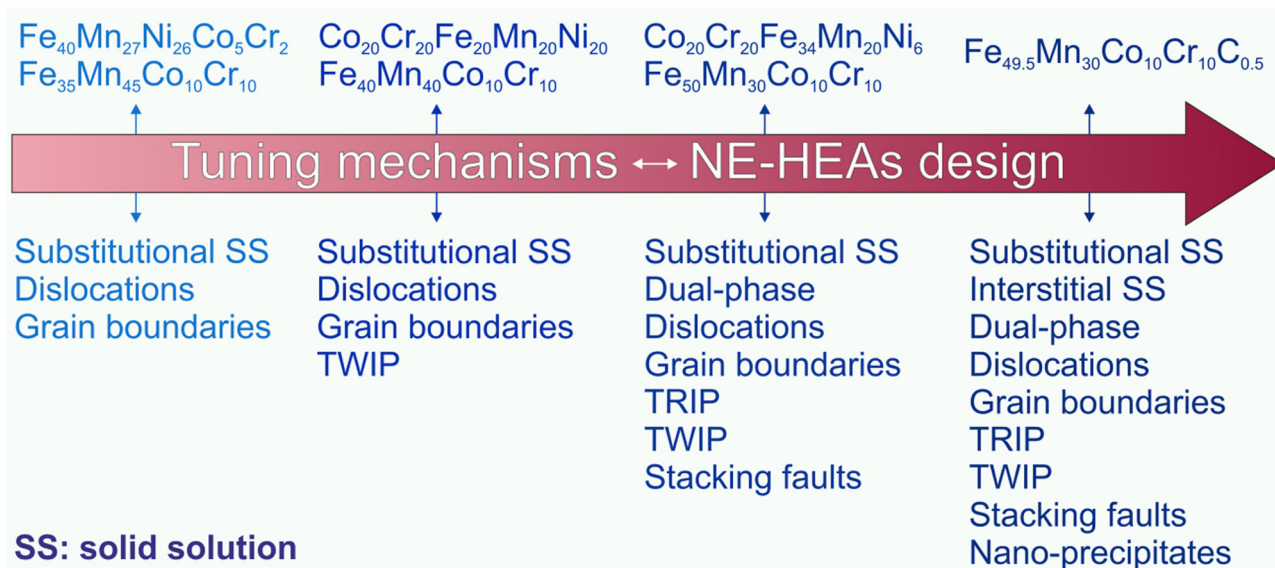 Fe₄₀Mn₂₇Ni₂₆Co₅Cr₂
Fe₃₅Mn₄₅Co₁₀Cr₁₀
Co₂₀Cr₂₀Fe₂₀Mn₂₀Ni₂₀
Fe₄₀Mn₄₀Co₁₀Cr₁₀
Co₂₀Cr₂₀Fe₃₄Mn₂₀Ni₆
Fe₅₀Mn₃₀Co₁₀Cr₁₀
Fe₄₉.₅Mn₃₀Co₁₀Cr₁₀C₀.₅
Tuning mechanisms ↔ NE-HEAs design
Substitutional SS
Dislocations
Grain boundaries
Substitutional SS
Dislocations
Grain boundaries
TWIP
Substitutional SS
Dual-phase
Dislocations
Grain boundaries
TRIP
TWIP
Stacking faults
Substitutional SS
Interstitial SS
Dual-phase
Dislocations
Grain boundaries
TRIP
TWIP
Stacking faults
Nano-precipitates
SS: solid solution